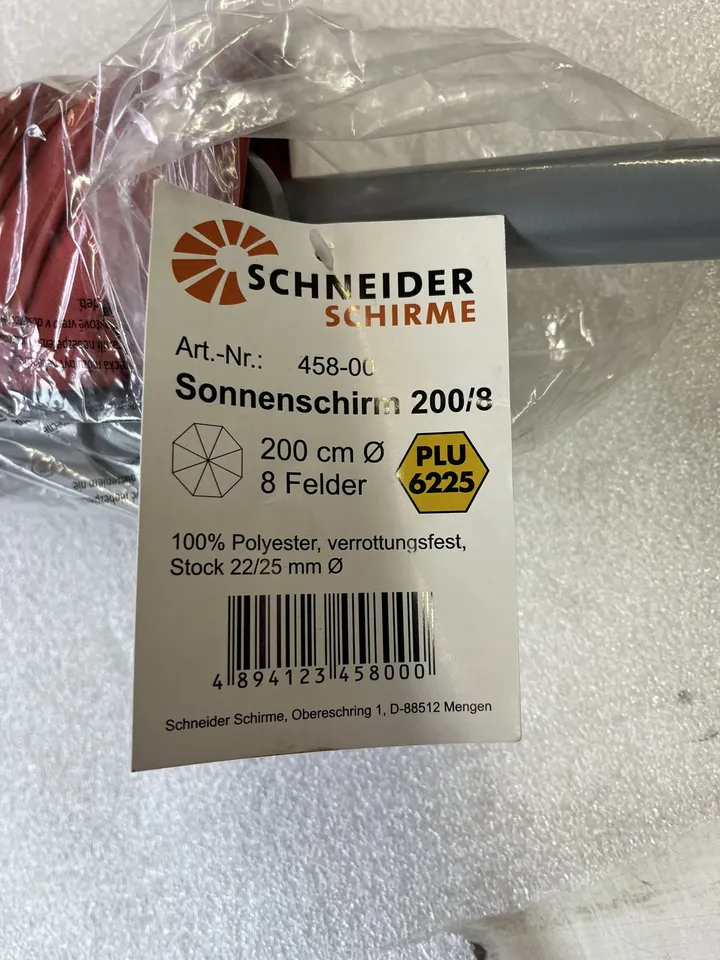 SCHNEIDER
SCHIRME
Art.-Nr.: 458-00
Sonnenschirm 200/8
200 cm Ø
8 Felder
PLU
6225
100% Polyester, verrottungsfest,
Stock 22/25 mm Ø
4 894123 458000
Schneider Schirme, Obereschring 1, D-88512 Mengen